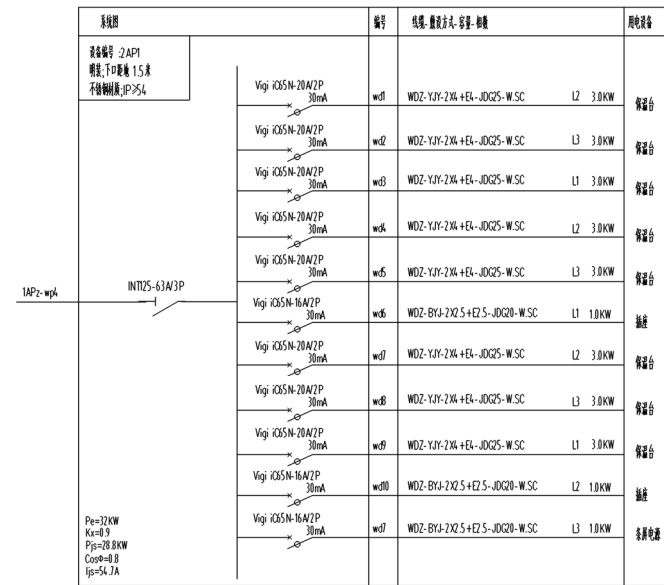 系统图 编号 线缆-敷设方式-容量-相数 用电设备
设备编号:2AP1
明装;下口距地 1.5米
不锈钢材质;IP≥54
Vigi iC65N-20A/2P
30mA wd1 WDZ-YJY-2X4+E4-JDG25-W.SC L2 3.0KW 保温台
Vigi iC65N-20A/2P
30mA wd2 WDZ-YJY-2X4+E4-JDG25-W.SC L3 3.0KW 保温台
Vigi iC65N-20A/2P
30mA wd3 WDZ-YJY-2X4+E4-JDG25-W.SC L1 3.0KW 保温台
Vigi iC65N-20A/2P
30mA wd4 WDZ-YJY-2X4+E4-JDG25-W.SC L2 3.0KW 保温台
Vigi iC65N-20A/2P
30mA wd5 WDZ-YJY-2X4+E4-JDG25-W.SC L3 3.0KW 保温台
1APz-wp4 INT125-63A/3P
Vigi iC65N-16A/2P
30mA wd6 WDZ-BYJ-2X2.5+E2.5-JDG20-W.SC L1 1.0KW 插座
Vigi iC65N-20A/2P
30mA wd7 WDZ-YJY-2X4+E4-JDG25-W.SC L2 3.0KW 保温台
Vigi iC65N-20A/2P
30mA wd8 WDZ-YJY-2X4+E4-JDG25-W.SC L3 3.0KW 保温台
Vigi iC65N-20A/2P
30mA wd9 WDZ-YJY-2X4+E4-JDG25-W.SC L1 3.0KW 保温台
Vigi iC65N-16A/2P
30mA wd10 WDZ-BYJ-2X2.5+E2.5-JDG20-W.SC L2 1.0KW 插座
Vigi iC65N-16A/2P
30mA wd7 WDZ-BYJ-2X2.5+E2.5-JDG20-W.SC L3 1.0KW 条屏电源
Pe=32KW
Kx=0.9
Pjs=28.8KW
CosΦ=0.8
Ijs=54.7A